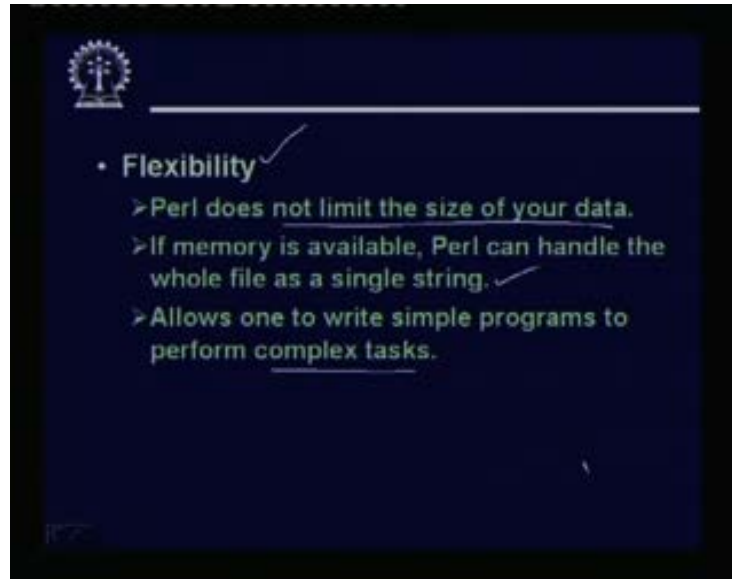 • Flexibility
➢Perl does not limit the size of your data.
➢If memory is available, Perl can handle the
whole file as a single string.
➢Allows one to write simple programs to
perform complex tasks.